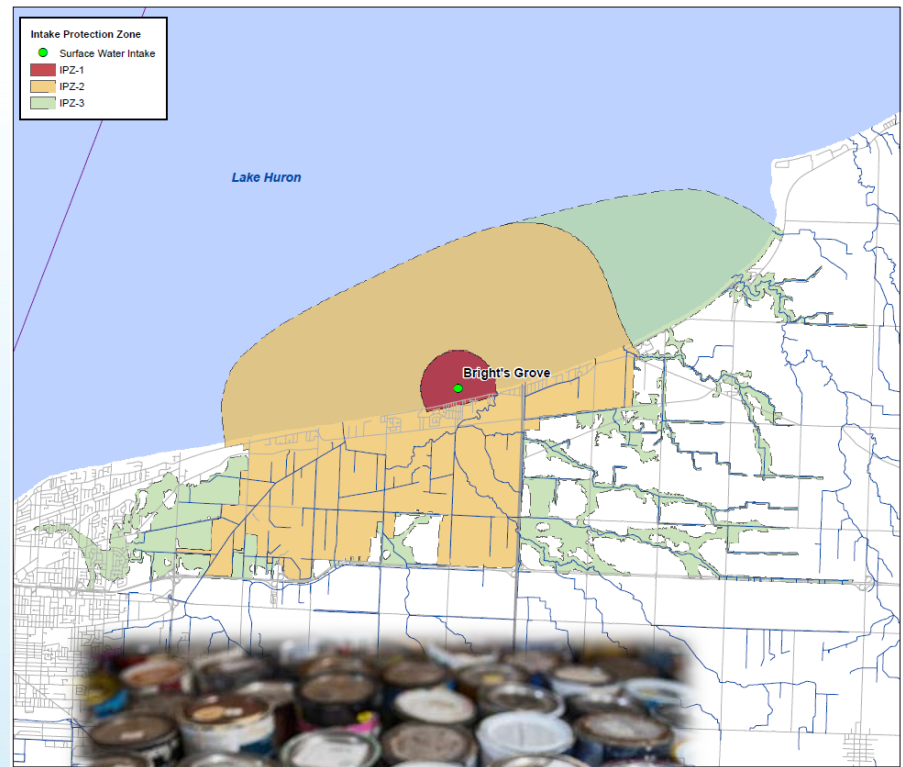 Intake Protection Zone
Surface Water Intake
IPZ-1
IPZ-2
IPZ-3
Lake Huron
Bright's Grove